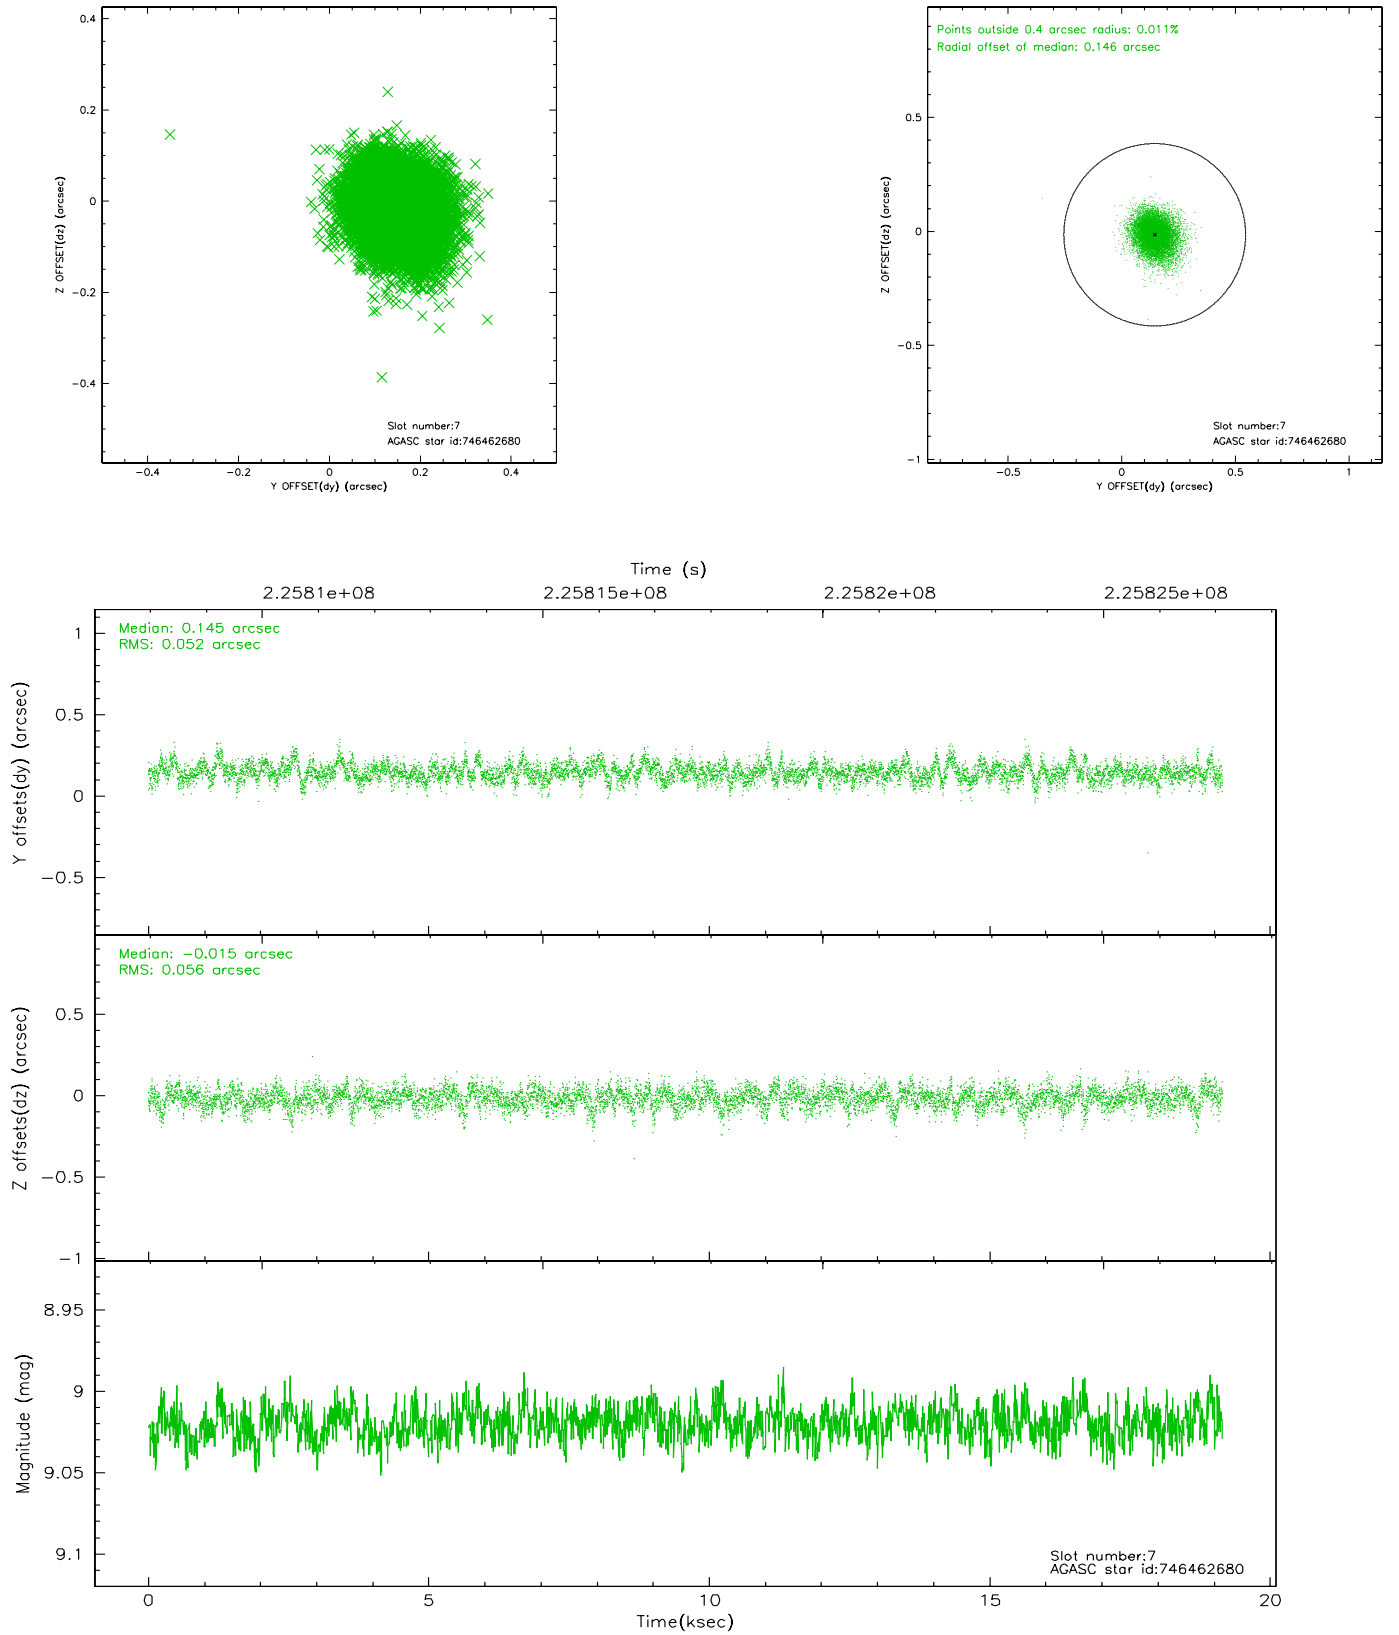 0.4
0.2
0
−0.2
−0.4
Z OFFSET(dz) (arcsec)
−0.4
−0.2
0
0.2
0.4
Y OFFSET(dy) (arcsec)
Slot number:7
AGASC star id:746462680
Points outside 0.4 arcsec radius: 0.011%
Radial offset of median: 0.146 arcsec
0.5
0
−0.5
−1
Z OFFSET(dz) (arcsec)
−0.5
0
0.5
1
Y OFFSET(dy) (arcsec)
Slot number:7
AGASC star id:746462680
Time (s)
2.2581e+08
2.25815e+08
2.2582e+08
2.25825e+08
Median: 0.145 arcsec
RMS: 0.052 arcsec
1
0.5
0
−0.5
Y offsets(dy) (arcsec)
Median: −0.015 arcsec
RMS: 0.056 arcsec
0.5
0
−0.5
−1
Z offsets(dz) (arcsec)
8.95
9
9.05
9.1
Magnitude (mag)
Slot number:7
AGASC star id:746462680
0
5
10
15
20
Time(ksec)